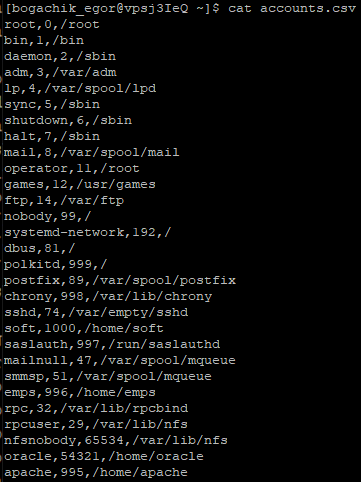 [bogachik_egor@vpsj3IeQ ~]$ cat accounts.csv
root,0,/root
bin,1,/bin
daemon,2,/sbin
adm,3,/var/adm
lp,4,/var/spool/lpd
sync,5,/sbin
shutdown,6,/sbin
halt,7,/sbin
mail,8,/var/spool/mail
operator,11,/root
games,12,/usr/games
ftp,14,/var/ftp
nobody,99,/
systemd-network,192,/
dbus,81,/
polkitd,999,/
postfix,89,/var/spool/postfix
chrony,998,/var/lib/chrony
sshd,74,/var/empty/sshd
soft,1000,/home/soft
saslauth,997,/run/saslauthd
mailnull,47,/var/spool/mqueue
smmsp,51,/var/spool/mqueue
emps,996,/home/emps
rpc,32,/var/lib/rpcbind
rpcuser,29,/var/lib/nfs
nfsnobody,65534,/var/lib/nfs
oracle,54321,/home/oracle
apache,995,/home/apache